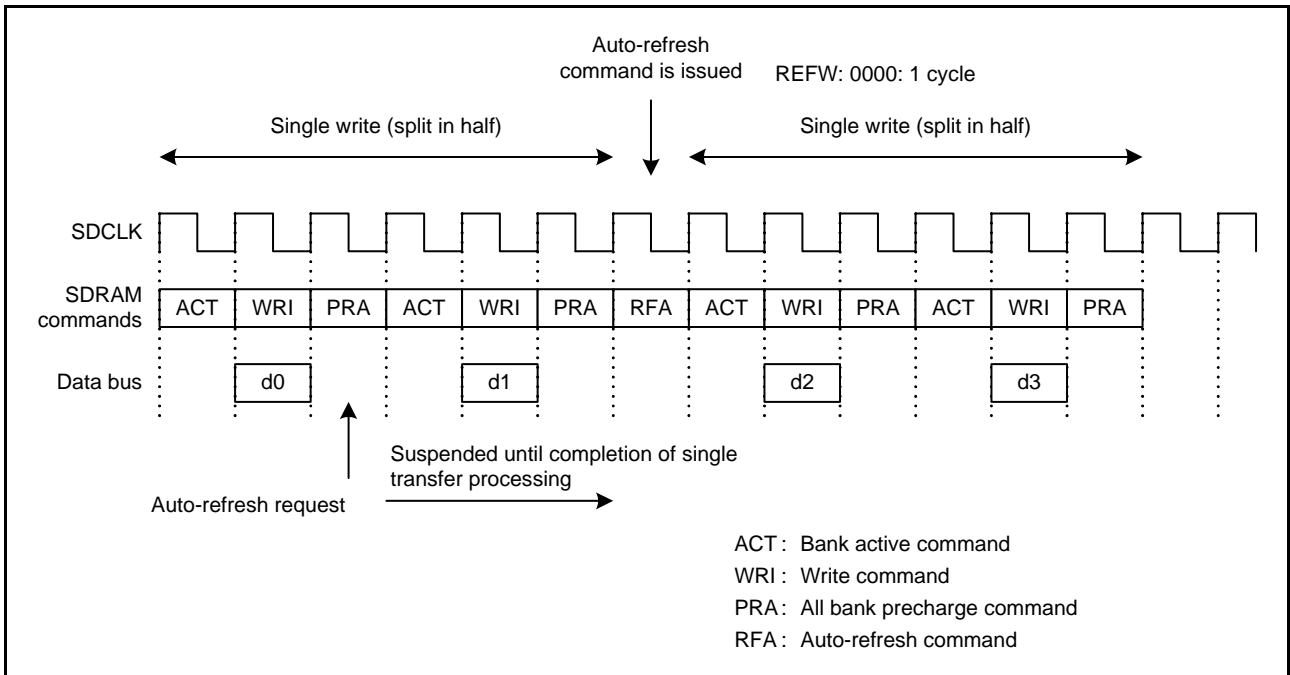 Auto-refresh
command is issued
REFW: 0000: 1 cycle
Single write (split in half)
Single write (split in half)
SDCLK
SDRAM
commands
ACT WRI PRA ACT WRI PRA RFA ACT WRI PRA ACT WRI PRA
Data bus
d0 d1 d2 d3
Suspended until completion of single
transfer processing
Auto-refresh request
ACT : Bank active command
WRI : Write command
PRA : All bank precharge command
RFA : Auto-refresh command